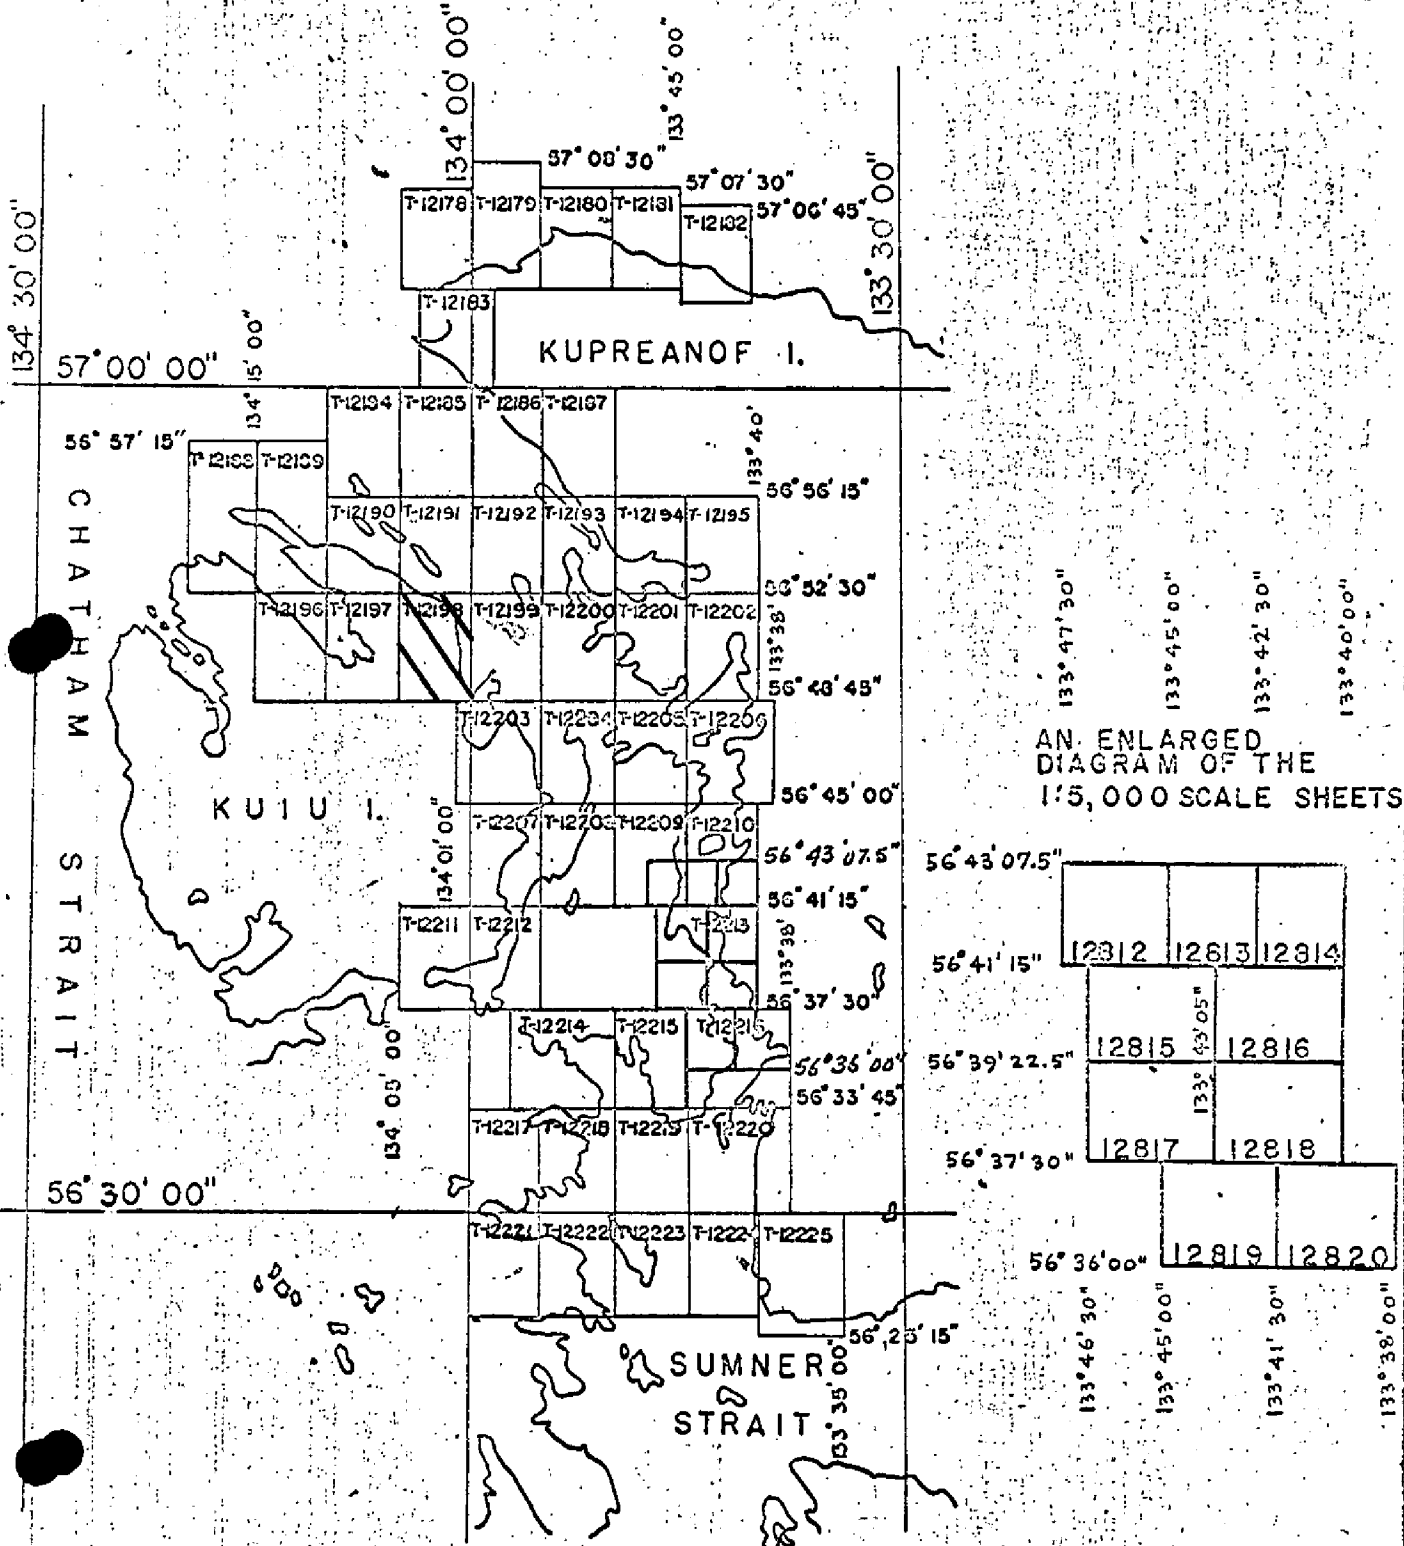 134° 00' 00"
133° 45' 00"
57° 08' 30"
57° 07' 30"
57° 06' 45"
134° 30' 00"
133° 30' 00"
T-12178 T-12179 T-12180 T-12181
T-12182
T-12183
134° 15' 00"
KUPREANOF I.
57° 00' 00"
T-12184 T-12185 T-12186 T-12187
133° 40'
56° 57' 15"
T-12188 T-12189
56° 56' 15"
T-12190 T-12191 T-12192 T-12193 T-12194 T-12195
56° 52' 30"
T-12196 T-12197 T-12198 T-12199 T-12200 T-12201 T-12202
133° 38'
56° 48' 45"
CHATHAM STRAIT
T-12203 T-12204 T-12205 T-12206
KUIU I.
56° 45' 00"
134° 01' 00"
T-12207 T-12208 T-12209 T-12210
56° 43' 07.5"
56° 41' 15"
T-12211 T-12212 T-12213
133° 38'
56° 37' 30"
T-12214 T-12215 T-12216
134° 05' 00"
56° 36' 00"
56° 33' 45"
T-12217 T-12218 T-12219 T-12220
56° 30' 00"
T-12221 T-12222 T-12223 T-1222 T-12225
SUMNER
STRAIT
133° 35' 00"
133° 47' 30"
133° 45' 00"
133° 42' 30"
133° 40' 00"
AN ENLARGED
DIAGRAM OF THE
1:5,000 SCALE SHEETS
56° 43' 07.5"
12812 12813 12814
56° 41' 15"
12815 12816
133° 43' 05"
56° 39' 22.5"
12817 12818
56° 37' 30"
12819 12820
56° 36' 00"
133° 46' 30"
133° 45' 00"
133° 41' 30"
133° 38' 00"